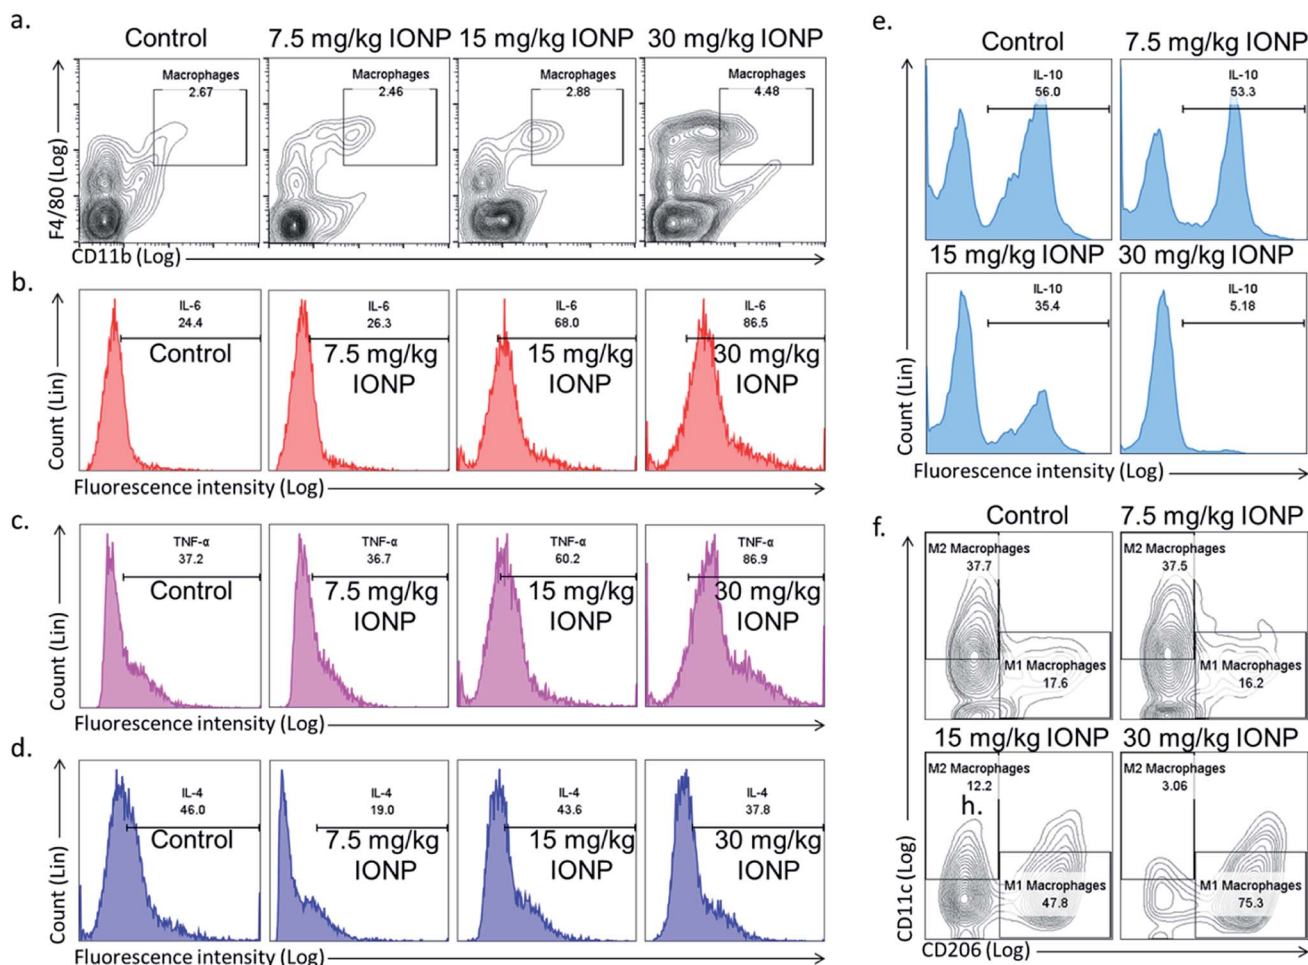 a.
Control
7.5 mg/kg IONP
15 mg/kg IONP
30 mg/kg IONP
Macrophages
2.67
Macrophages
2.46
Macrophages
2.88
Macrophages
4.48
F4/80 (Log)
CD11b (Log)
b.
IL-6
24.4
Control
IL-6
26.3
7.5 mg/kg
IONP
IL-6
68.0
15 mg/kg
IONP
IL-6
86.5
30 mg/kg
IONP
Count (Lin)
Fluorescence intensity (Log)
c.
TNF-α
37.2
Control
TNF-α
36.7
7.5 mg/kg
IONP
TNF-α
60.2
15 mg/kg
IONP
TNF-α
86.9
30 mg/kg
IONP
Count (Lin)
Fluorescence intensity (Log)
d.
IL-4
46.0
Control
IL-4
19.0
7.5 mg/kg
IONP
IL-4
43.6
15 mg/kg
IONP
IL-4
37.8
30 mg/kg
IONP
Count (Lin)
Fluorescence intensity (Log)
e.
Control
7.5 mg/kg IONP
IL-10
56.0
IL-10
53.3
15 mg/kg IONP
30 mg/kg IONP
IL-10
35.4
IL-10
5.18
Count (Lin)
Fluorescence intensity (Log)
f.
Control
7.5 mg/kg IONP
M2 Macrophages
37.7
M1 Macrophages
17.6
M2 Macrophages
37.5
M1 Macrophages
16.2
15 mg/kg IONP
30 mg/kg IONP
M2 Macrophages
12.2
h.
M1 Macrophages
47.8
M2 Macrophages
3.06
M1 Macrophages
75.3
CD11c (Log)
CD206 (Log)